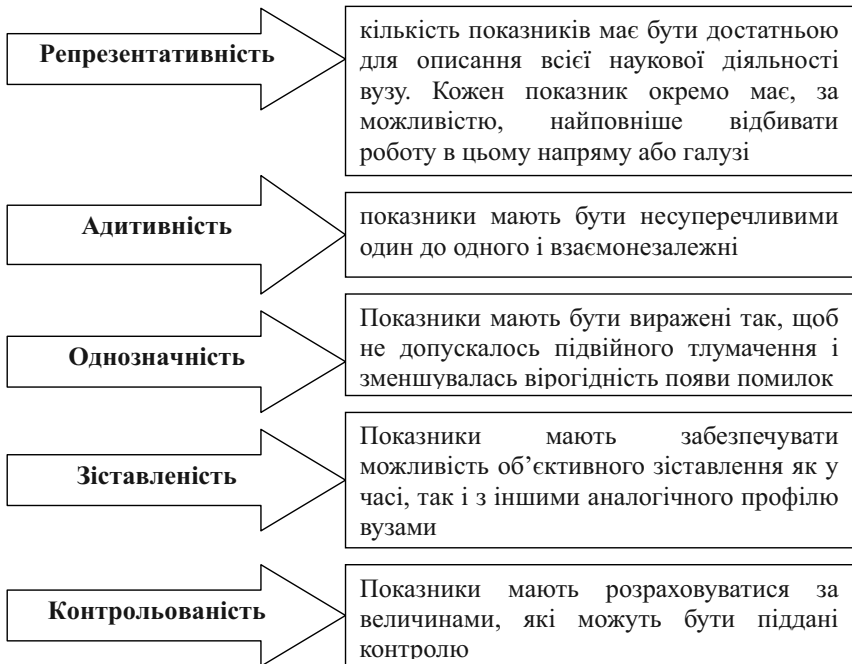 Репрезентативність
кількість показників має бути достатньою
для описання всієї наукової діяльності
вузу. Кожен показник окремо має, за
можливістю, найповніше відбивати
роботу в цьому напряму або галузі
Адитивність
показники мають бути несуперечливими
один до одного і взаємонезалежні
Однозначність
Показники мають бути виражені так, щоб
не допускалось підвійного тлумачення і
зменшувалась вірогідність появи помилок
Зіставленість
Показники мають забезпечувати
можливість об’єктивного зіставлення як у
часі, так і з іншими аналогічного профілю
вузами
Контрольованість
Показники мають розраховуватися за
величинами, які можуть бути піддані
контролю